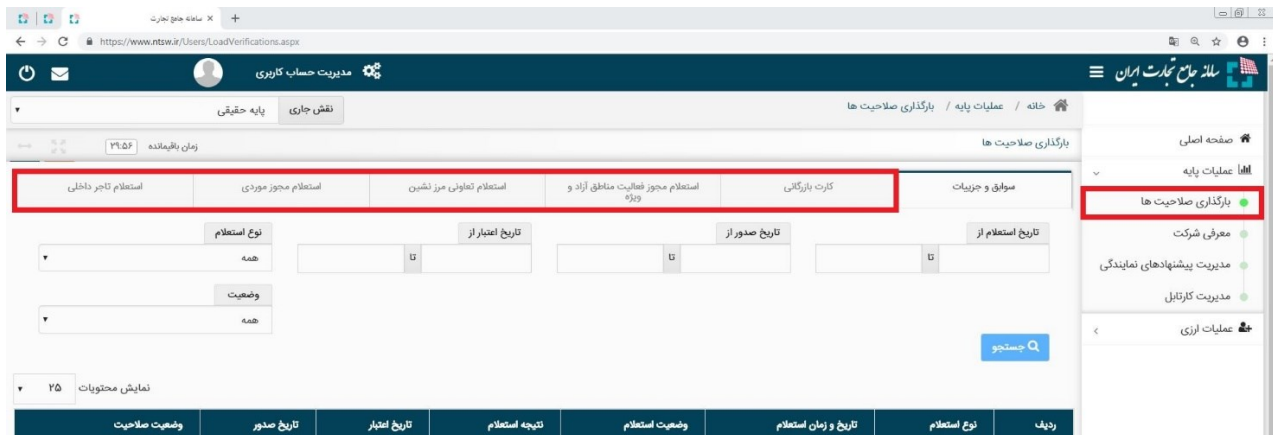 سامانه جامع تجارت
https://www.ntsw.ir/Users/LoadVerifications.aspx
سامانه جامع تجارت ایران
مدیریت حساب کاربری
خانه / عملیات پایه / بارگذاری صلاحیت ها
نقش جاری
پایه حقیقی
صفحه اصلی
عملیات پایه
بارگذاری صلاحیت ها
معرفی شرکت
مدیریت پیشنهادهای نمایندگی
مدیریت کارتابل
عملیات ارزی
بارگذاری صلاحیت ها
زمان باقیمانده ۲۹:۵۶
سوابق و جزییات
کارت بازرگانی
استعلام مجوز فعالیت مناطق آزاد و
ویژه
استعلام تعاونی مرز نشین
استعلام مجوز موردی
استعلام تاجر داخلی
تاریخ استعلام از
تا
تاریخ صدور از
تا
تاریخ اعتبار از
تا
نوع استعلام
همه
وضعیت
همه
جستجو
نمایش محتویات ۲۵
ردیف نوع استعلام تاریخ و زمان استعلام وضعیت استعلام نتیجه استعلام تاریخ اعتبار تاریخ صدور وضعیت صلاحیت